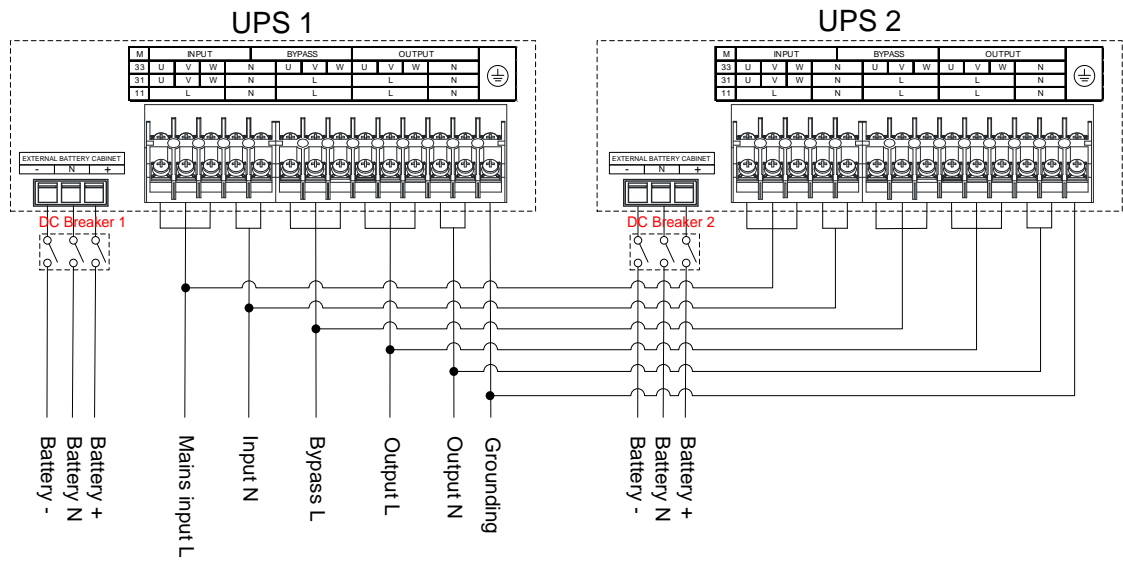 UPS 1
M INPUT BYPASS OUTPUT
33 U V W N U V W U V W N
31 U V W N L L N
11 L N L L N
EXTERNAL BATTERY CABINET
- N +
DC Breaker 1
Battery -
Battery N
Battery +
Mains input L
Input N
Bypass L
Output L
Output N
Grounding
UPS 2
M INPUT BYPASS OUTPUT
33 U V W N U V W U V W N
31 U V W N L L N
11 L N L L N
EXTERNAL BATTERY CABINET
- N +
DC Breaker 2
Battery -
Battery N
Battery +